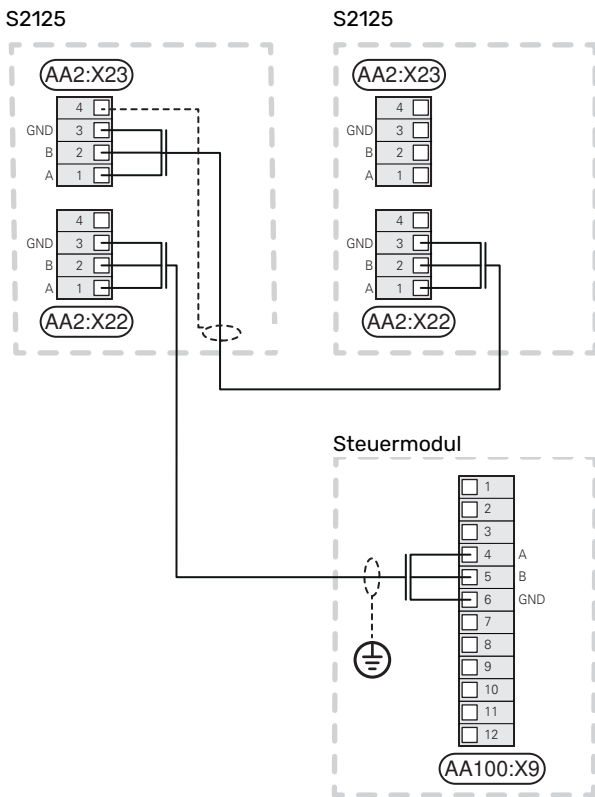 S2125
S2125
AA2:X23
4
GND 3
B 2
A 1
4
GND 3
B 2
A 1
AA2:X22
AA2:X23
4
GND 3
B 2
A 1
4
GND 3
B 2
A 1
AA2:X22
Steuermodul
1
2
3
4 A
5 B
6 GND
7
8
9
10
11
12
AA100:X9